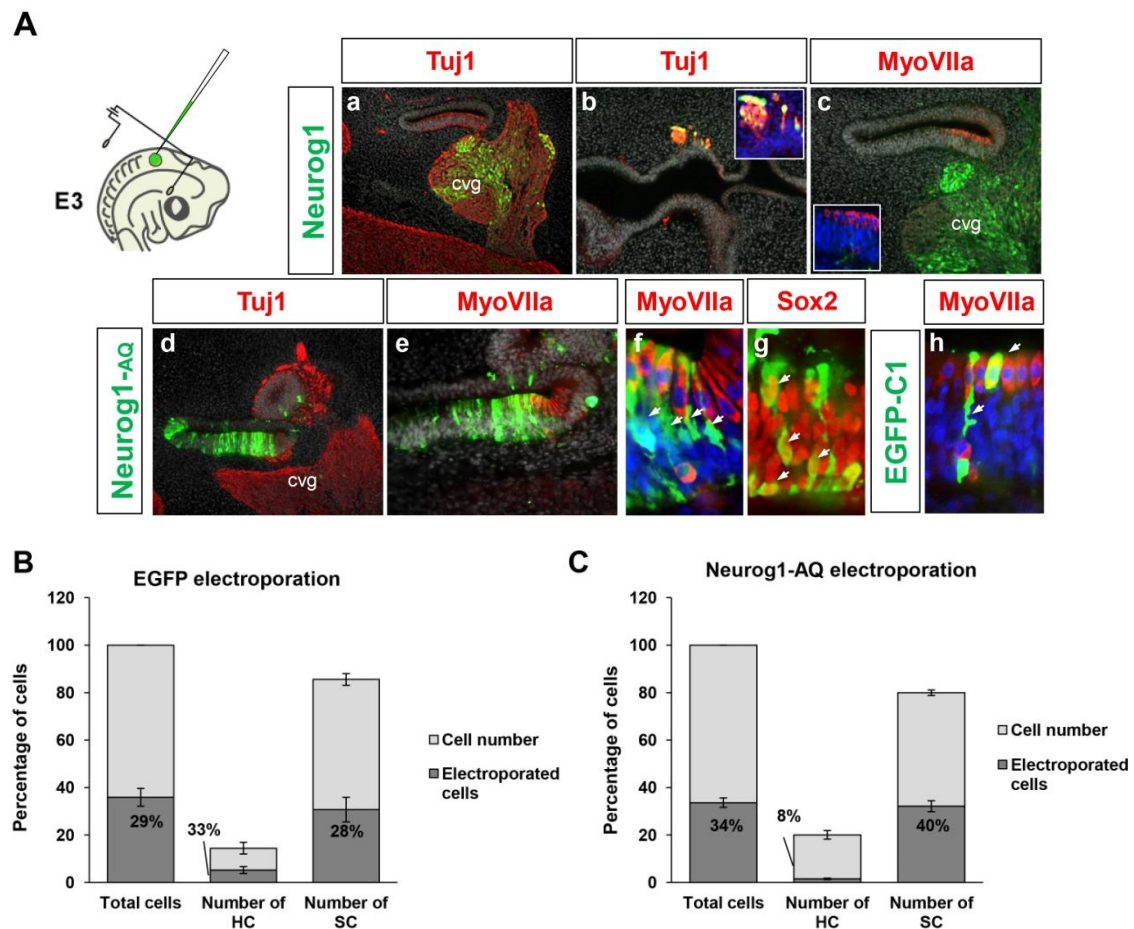 A
Tuj1
Tuj1
MyoVIIa
Neurog1
a
b
c
cvg
cvg
E3
Tuj1
MyoVIIa
MyoVIIa
Sox2
MyoVIIa
Neurog1-AQ
d
e
f
g
EGFP-C1
h
cvg
B
EGFP electroporation
Percentage of cells
120
100
80
60
40
20
0
29%
33%
28%
Total cells
Number of
HC
Number of
SC
Cell number
Electroporated
cells
C
Neurog1-AQ electroporation
Percentage of cells
120
100
80
60
40
20
0
34%
8%
40%
Total cells
Number of
HC
Number of
SC
Cell number
Electroporated
cells